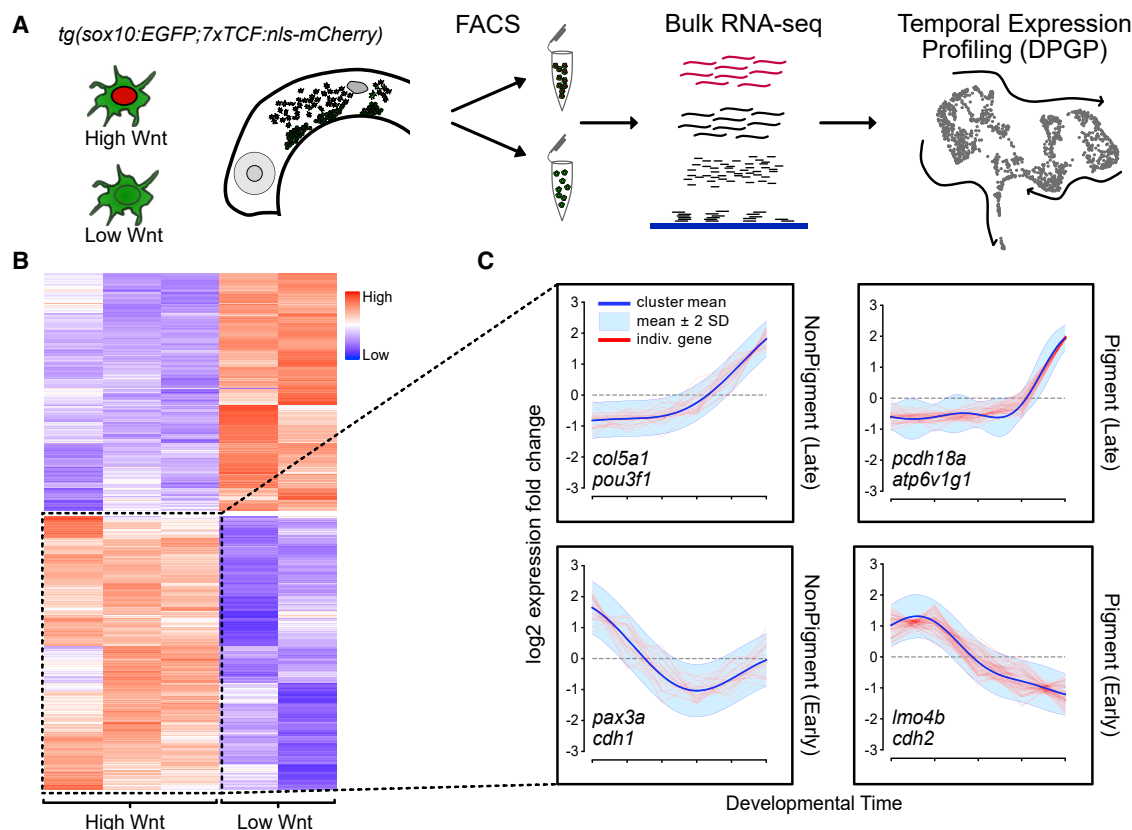 A
tg(sox10:EGFP;7xTCF:nls-mCherry)
High Wnt
Low Wnt
FACS
Bulk RNA-seq
Temporal Expression
Profiling (DPGP)
B
High
Low
High Wnt
Low Wnt
C
log2 expression fold change
3
2
1
0
-1
-2
-3
cluster mean
mean ± 2 SD
indiv. gene
col5a1
pou3f1
NonPigment (Late)
3
2
1
0
-1
-2
-3
pcdh18a
atp6v1g1
Pigment (Late)
3
2
1
0
-1
-2
-3
pax3a
cdh1
NonPigment (Early)
3
2
1
0
-1
-2
-3
lmo4b
cdh2
Pigment (Early)
Developmental Time